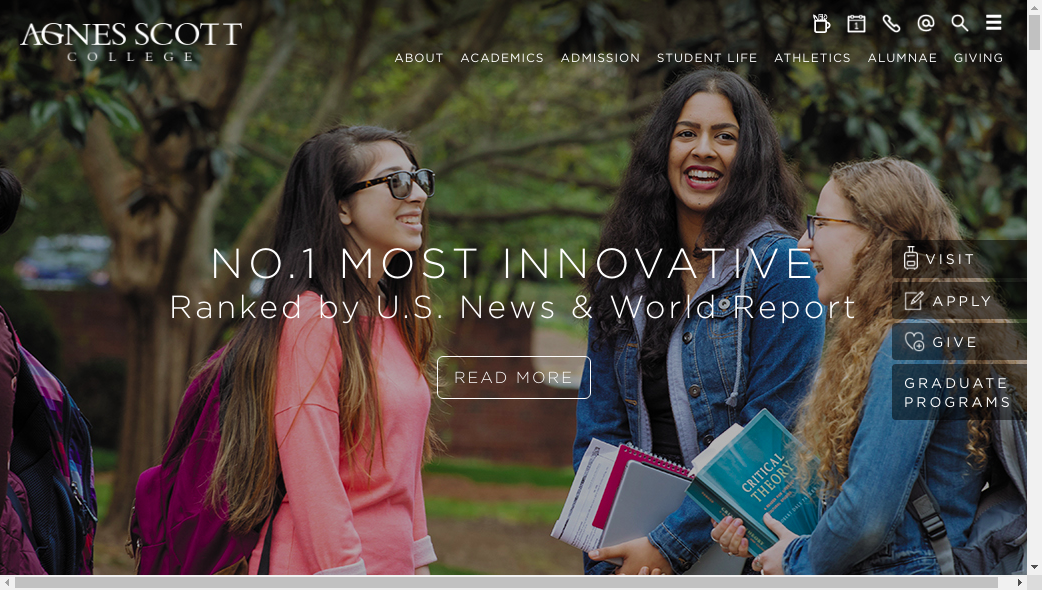 AGNES SCOTT
COLLEGE
1
ABOUT ACADEMICS ADMISSION STUDENT LIFE ATHLETICS ALUMNAE GIVING
NO.1 MOST INNOVATIVE
Ranked by U.S. News & World Report
READ MORE
VISIT
APPLY
GIVE
GRADUATE
PROGRAMS
CRITICAL
THEORY